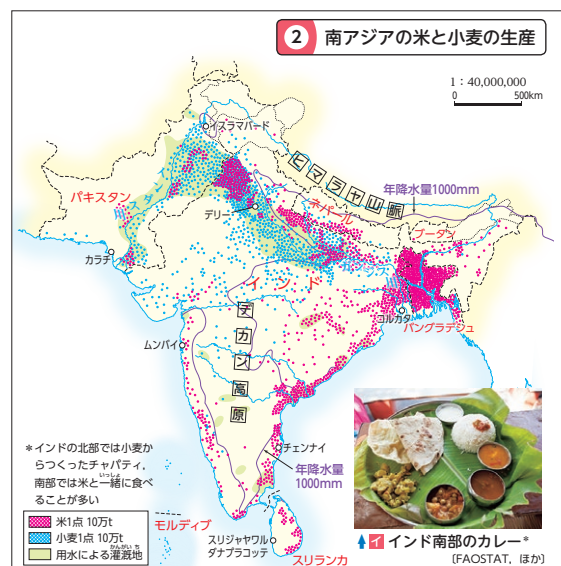 2 南アジアの米と小麦の生産
1：40,000,000
0 500km
イスラマバード
ヒマラヤ山脈
年降水量1000mm
パキスタン
インダス川
ネパール
デリー
ブータン
カラチ
ガンジス川
インド
コルカタ
バングラデシュ
デカン高原
ムンバイ
チェンナイ
年降水量
1000mm
＊インドの北部では小麦か
らつくったチャパティ，
南部では米と一緒に食べ
いっしょ
ることが多い
米1点 10万t
小麦1点 10万t
用水による灌漑地
かんがい ち
モルディブ
スリジャヤワル
ダナプラコッテ
スリランカ
イ インド南部のカレー＊
〔FAOSTAT，ほか〕